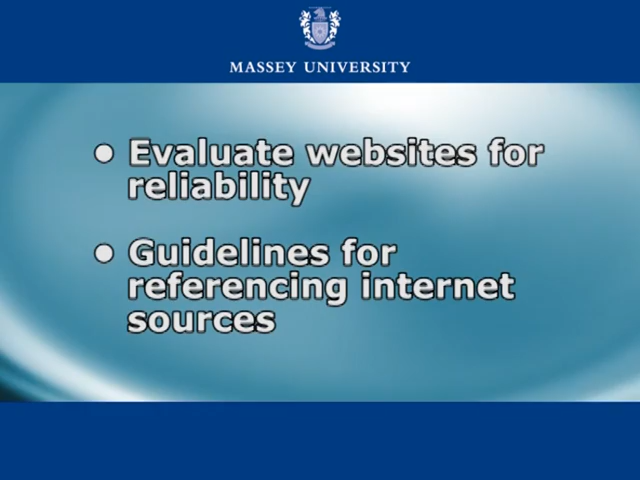 MASSEY UNIVERSITY
• Evaluate websites for
reliability
• Guidelines for
referencing internet
sources